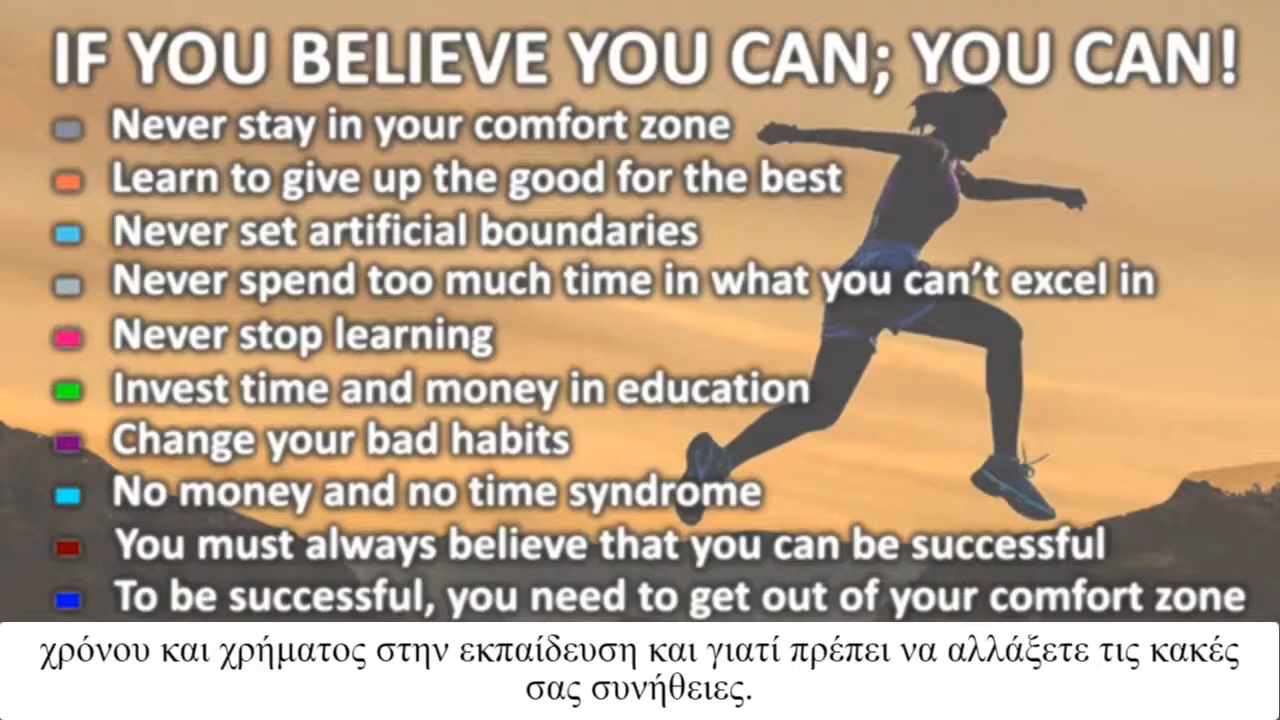 IF YOU BELIEVE YOU CAN; YOU CAN!
Never stay in your comfort zone
Learn to give up the good for the best
Never set artificial boundaries
Never spend too much time in what you can't excel in
Never stop learning
Invest time and money in education
Change your bad habits
No money and no time syndrome
You must always believe that you can be successful
To be successful, you need to get out of your comfort zone
χρόνου και χρήματος στην εκπαίδευση και γιατί πρέπει να αλλάξετε τις κακές
σας συνήθειες.